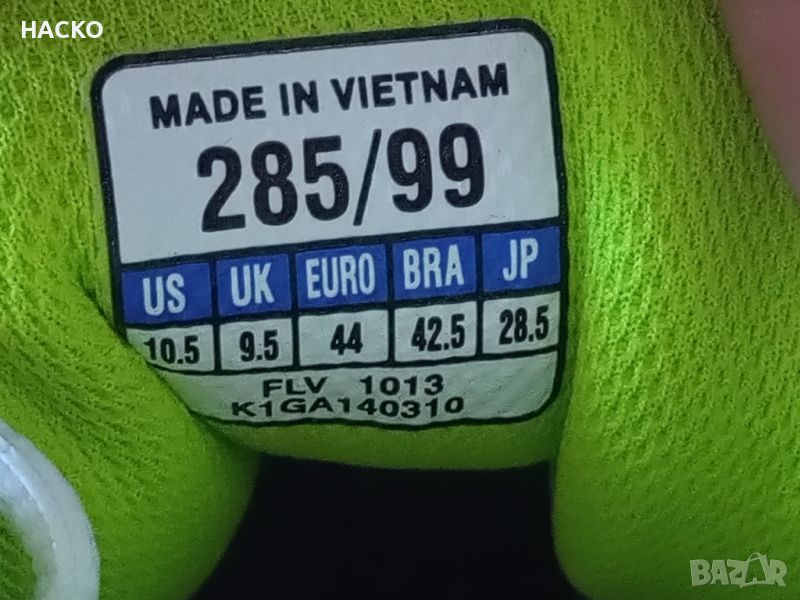 HACKO
MADE IN VIETNAM
285/99
US UK EURO BRA JP
10.5 9.5 44 42.5 28.5
FLV 1013
K1GA140310
BAZAR